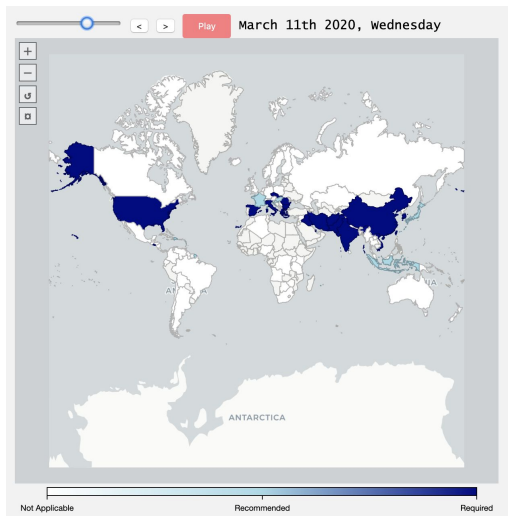 < > Play March 11th 2020, Wednesday
+
−
↺
¤
ANTARCTICA
Not Applicable Recommended Required